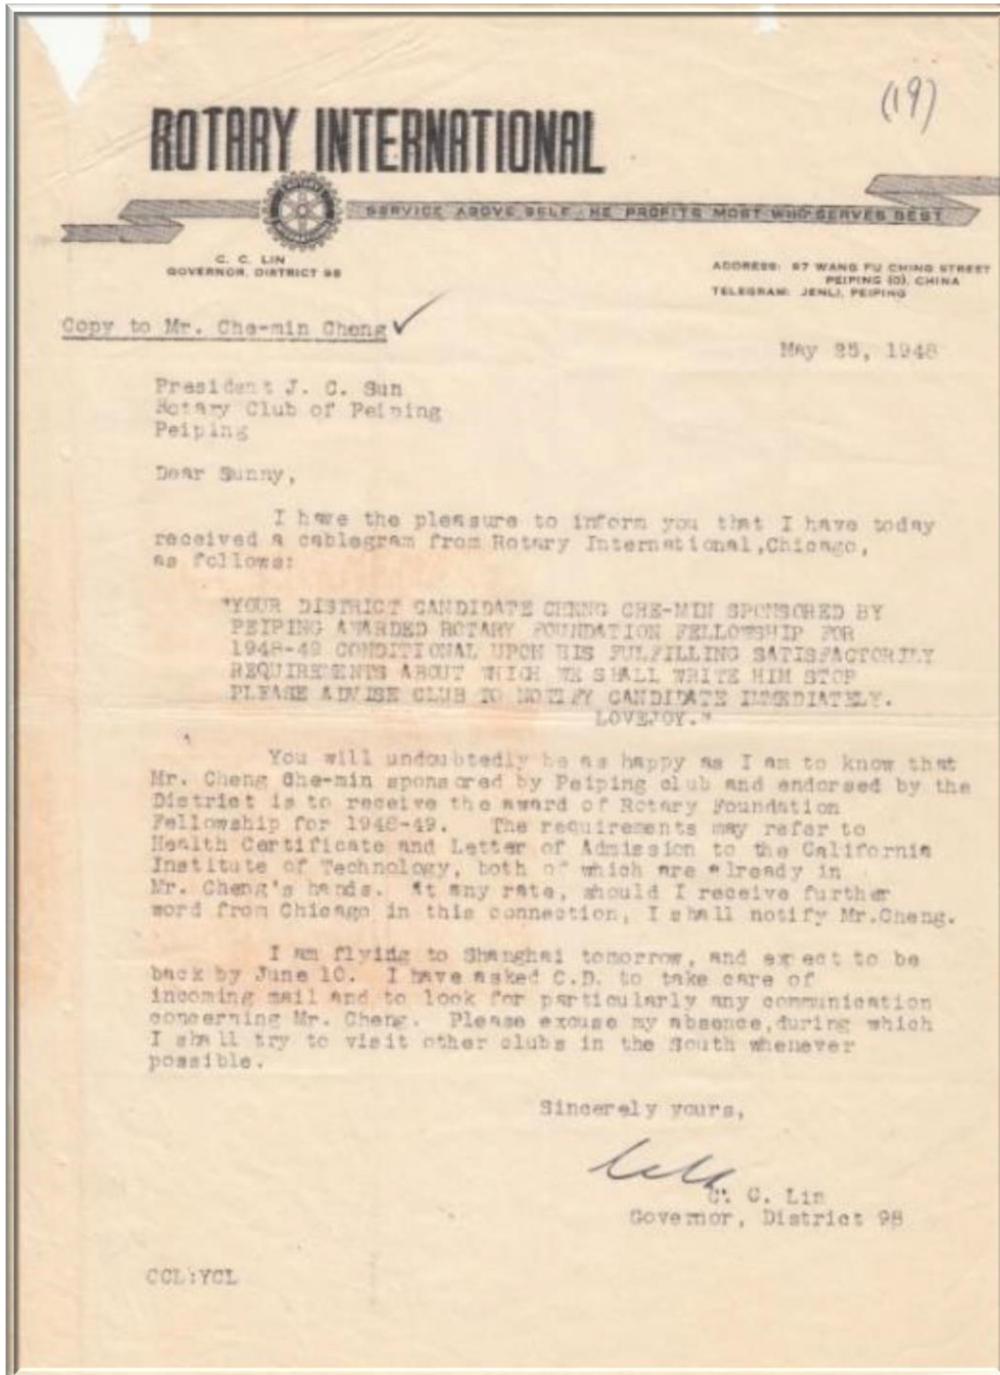 (19)
ROTARY INTERNATIONAL
SERVICE ABOVE SELF - HE PROFITS MOST WHO SERVES BEST
C. C. LIN
GOVERNOR, DISTRICT 98
ADDRESS: 97 WANG FU CHING STREET
PEIPING (0), CHINA
TELEGRAM: JENLI, PEIPING
Copy to Mr. Che-min Cheng ✓
May 25, 1948
President J. C. Sun
Rotary Club of Peiping
Peiping
Dear Sunny,
I have the pleasure to inform you that I have today
received a cablegram from Rotary International,Chicago,
as follows:
"YOUR DISTRICT CANDIDATE CHENG CHE-MIN SPONSORED BY
PEIPING AWARDED ROTARY FOUNDATION FELLOWSHIP FOR
1948-49 CONDITIONAL UPON HIS FULFILLING SATISFACTORILY
REQUIREMENTS ABOUT WHICH WE SHALL WRITE HIM STOP
PLEASE ADVISE CLUB TO NOTIFY CANDIDATE IMMEDIATELY.
LOVEJOY."
You will undoubtedly be as happy as I am to know that
Mr. Cheng Che-min sponsored by Peiping club and endorsed by the
District is to receive the award of Rotary Foundation
Fellowship for 1948-49. The requirements may refer to
Health Certificate and Letter of Admission to the California
Institute of Technology, both of which are already in
Mr. Cheng's hands. At any rate, should I receive further
word from Chicago in this connection, I shall notify Mr.Cheng.
I am flying to Shanghai tomorrow, and expect to be
back by June 10. I have asked C.D. to take care of
incoming mail and to look for particularly any communication
concerning Mr. Cheng. Please excuse my absence,during which
I shall try to visit other clubs in the South whenever
possible.
Sincerely yours,
C. C. Lin
Governor, District 98
CCL:YCL